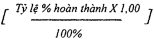 [ Tỷ lệ % hoàn thành X 1,00 ]
100%